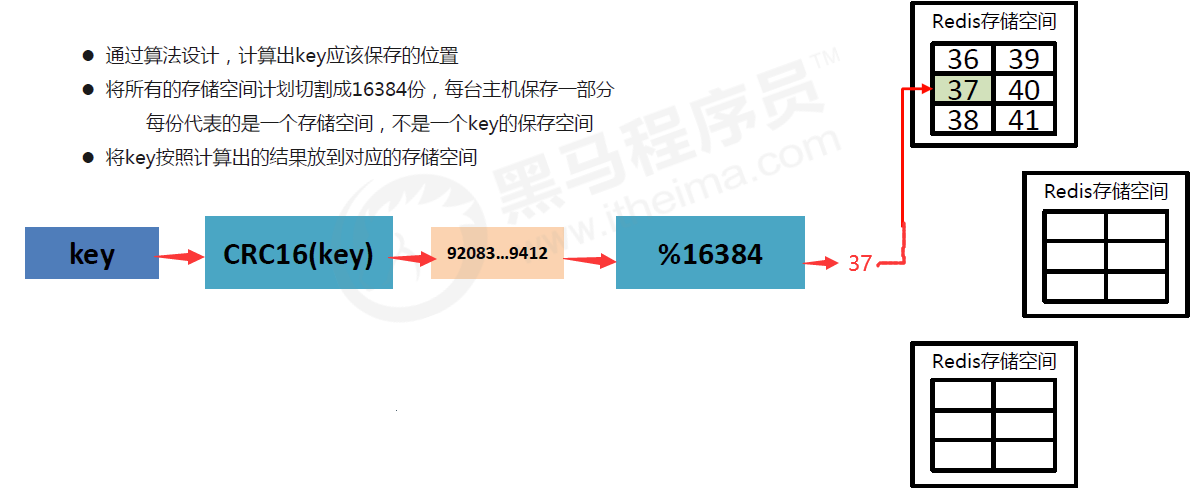 ● 通过算法设计，计算出key应该保存的位置
● 将所有的存储空间计划切割成16384份，每台主机保存一部分
每份代表的是一个存储空间，不是一个key的保存空间
● 将key按照计算出的结果放到对应的存储空间
黑马程序员™
www.itheima.com
key
CRC16(key)
92083...9412
%16384
37
Redis存储空间
36 39
37 40
38 41
Redis存储空间
Redis存储空间